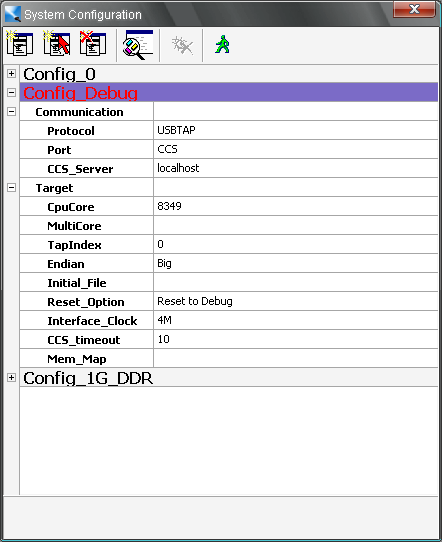 System Configuration
Config_0
Config_Debug
Communication
Protocol USBTAP
Port CCS
CCS_Server localhost
Target
CpuCore 8349
MultiCore
TapIndex 0
Endian Big
Initial_File
Reset_Option Reset to Debug
Interface_Clock 4M
CCS_timeout 10
Mem_Map
Config_1G_DDR